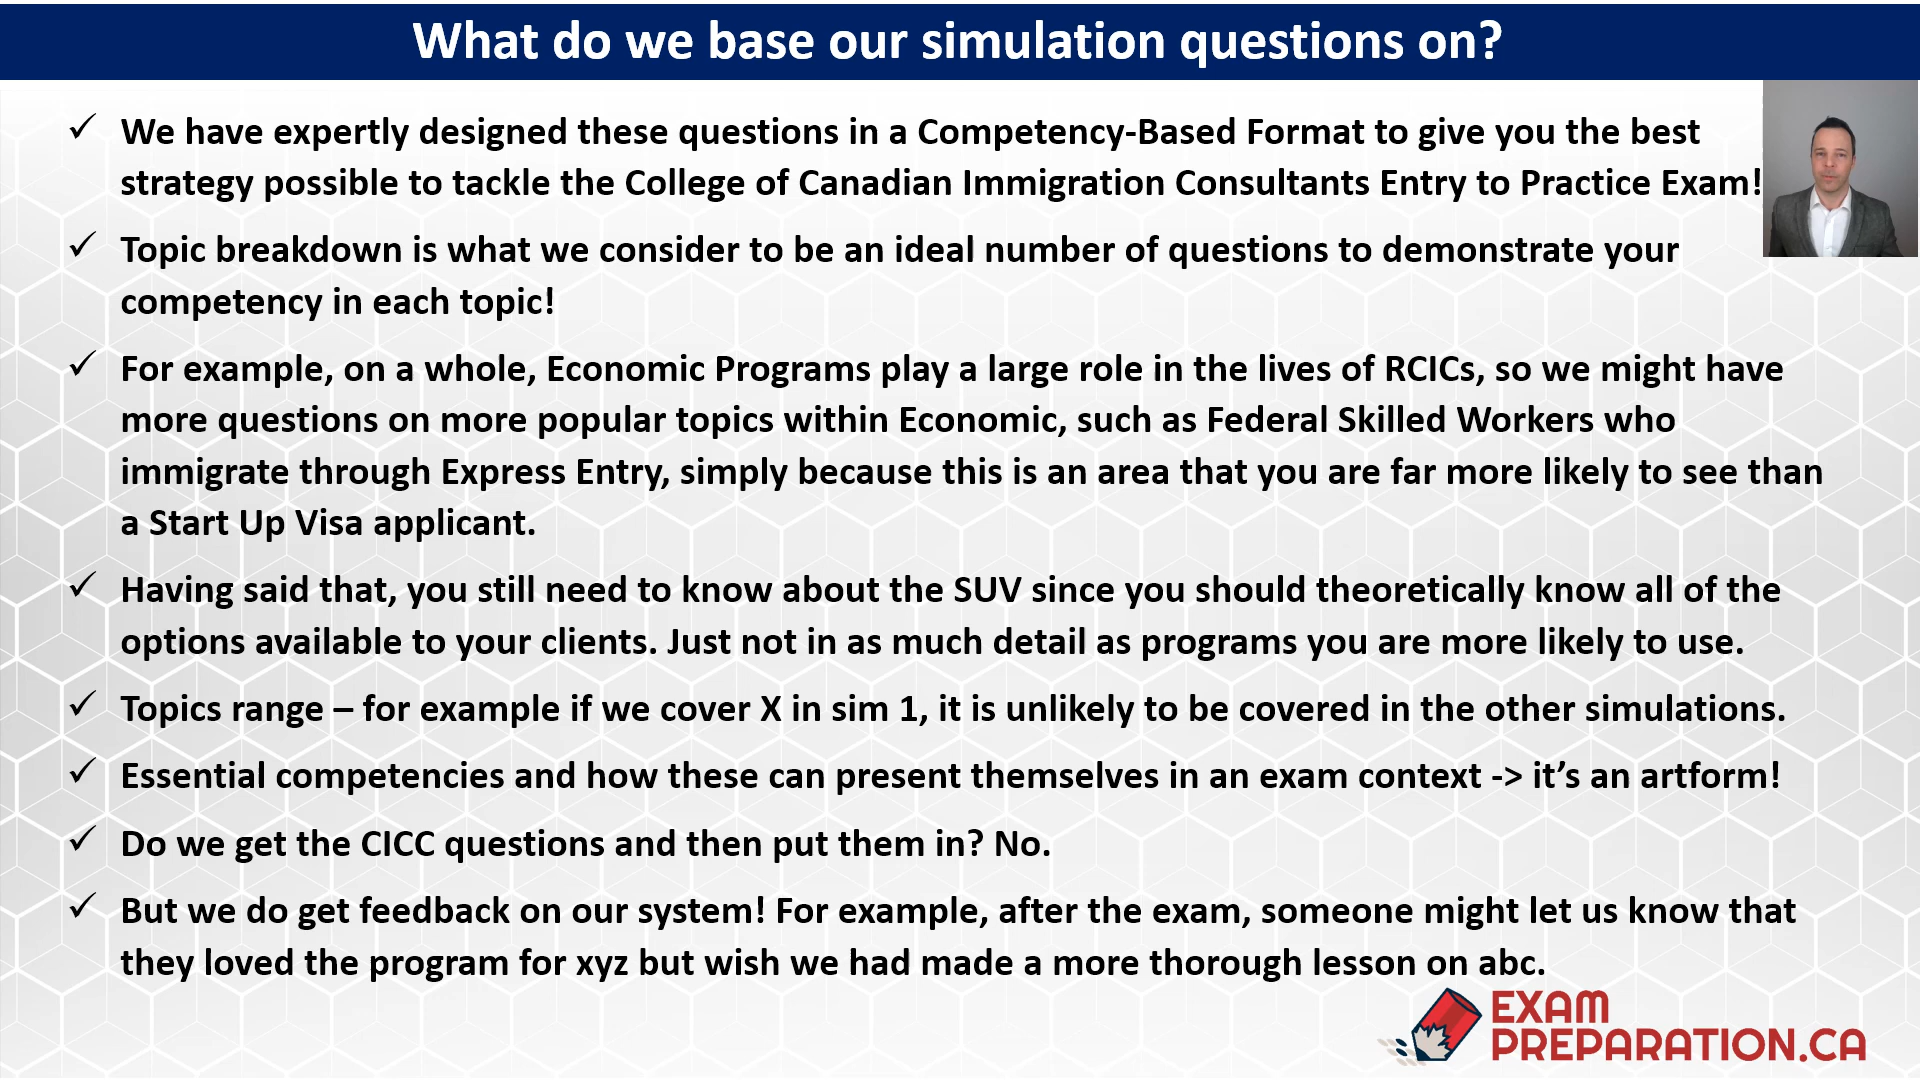 What do we base our simulation questions on?
✓ We have expertly designed these questions in a Competency-Based Format to give you the best
strategy possible to tackle the College of Canadian Immigration Consultants Entry to Practice Exam!
✓ Topic breakdown is what we consider to be an ideal number of questions to demonstrate your
competency in each topic!
✓ For example, on a whole, Economic Programs play a large role in the lives of RCICs, so we might have
more questions on more popular topics within Economic, such as Federal Skilled Workers who
immigrate through Express Entry, simply because this is an area that you are far more likely to see than
a Start Up Visa applicant.
✓ Having said that, you still need to know about the SUV since you should theoretically know all of the
options available to your clients. Just not in as much detail as programs you are more likely to use.
✓ Topics range – for example if we cover X in sim 1, it is unlikely to be covered in the other simulations.
✓ Essential competencies and how these can present themselves in an exam context -> it’s an artform!
✓ Do we get the CICC questions and then put them in? No.
✓ But we do get feedback on our system! For example, after the exam, someone might let us know that
they loved the program for xyz but wish we had made a more thorough lesson on abc.
EXAM
PREPARATION.CA